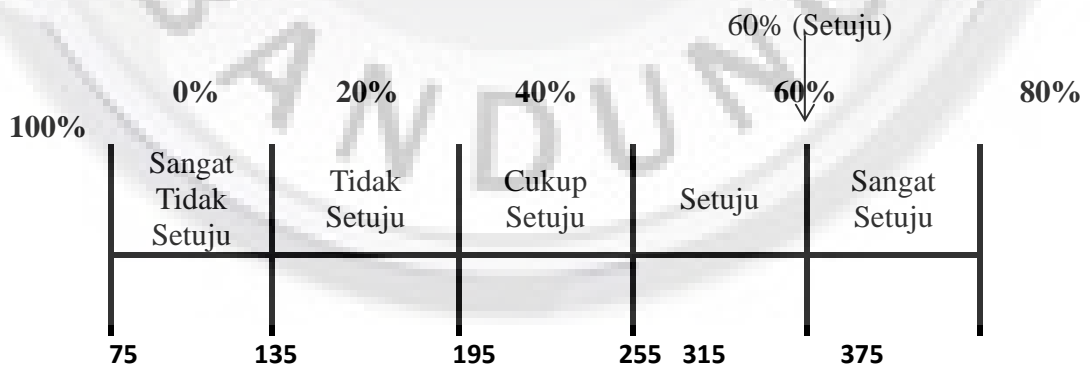 60% (Setuju)
0% 20% 40% 60% 80%
100%
Sangat
Tidak
Setuju
Tidak
Setuju
Cukup
Setuju
Setuju
Sangat
Setuju
75 135 195 255 315 375
BANDUNG